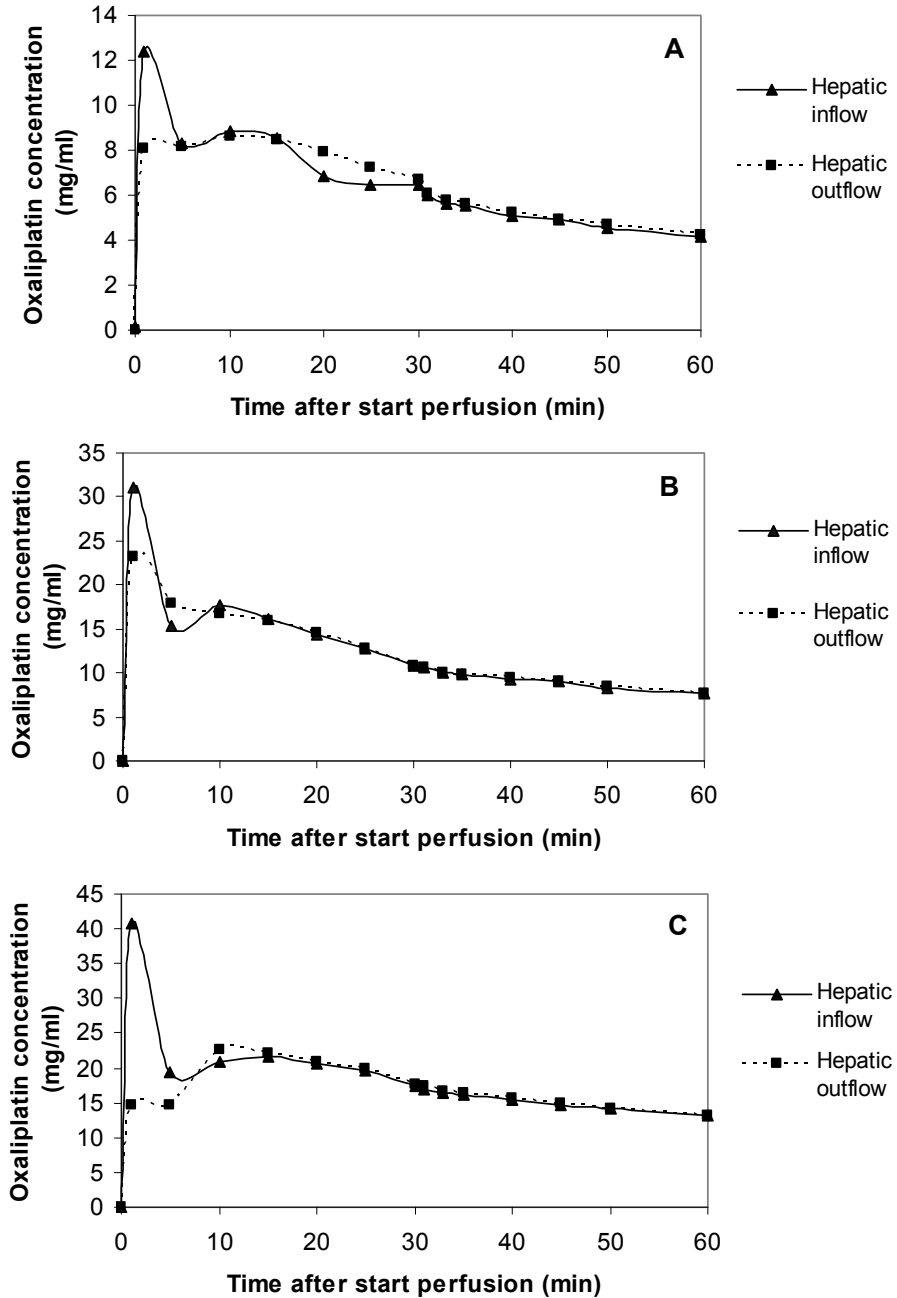 14
12
10
8
6
4
2
0
Oxaliplatin concentration
(mg/ml)
A
0 10 20 30 40 50 60
Time after start perfusion (min)
Hepatic
inflow
Hepatic
outflow
35
30
25
20
15
10
5
0
Oxaliplatin concentration
(mg/ml)
B
0 10 20 30 40 50 60
Time after start perfusion (min)
Hepatic
inflow
Hepatic
outflow
45
40
35
30
25
20
15
10
5
0
Oxaliplatin concentration
(mg/ml)
C
0 10 20 30 40 50 60
Time after start perfusion (min)
Hepatic
inflow
Hepatic
outflow